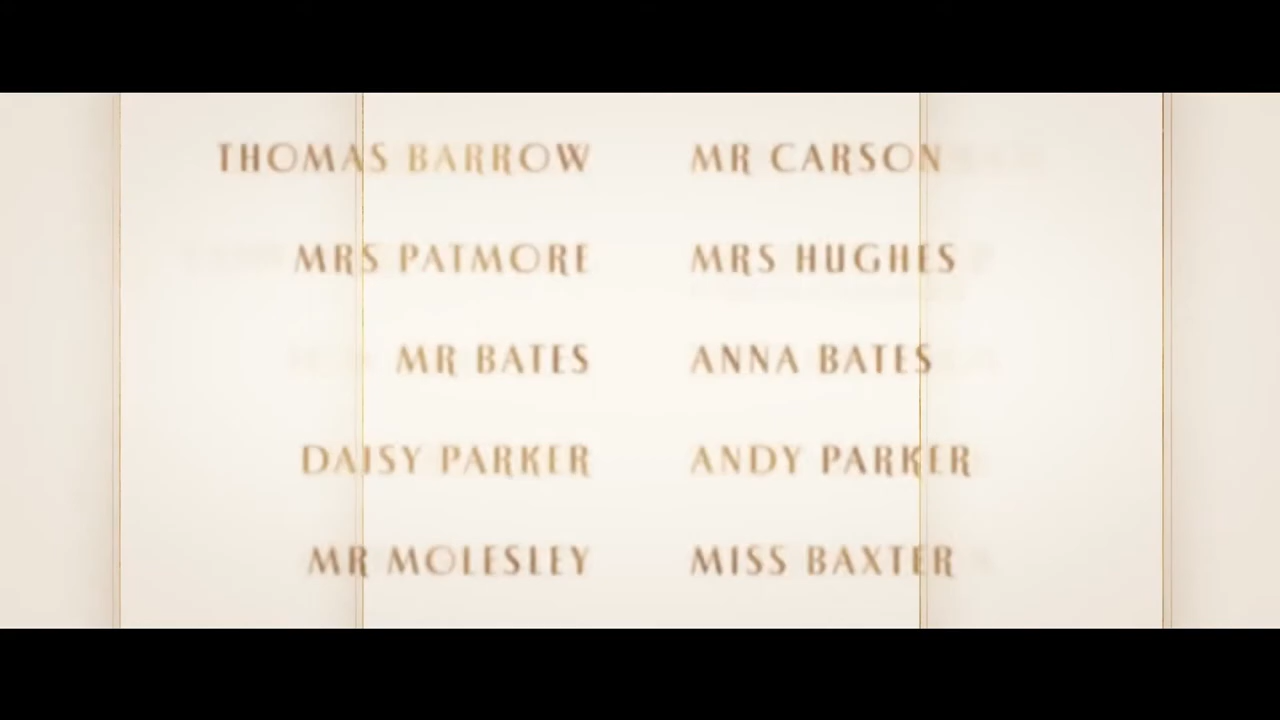 THOMAS BARROW MR CARSON
MRS PATMORE MRS HUGHES
MR BATES ANNA BATES
DAISY PARKER ANDY PARKER
MR MOLESLEY MISS BAXTER